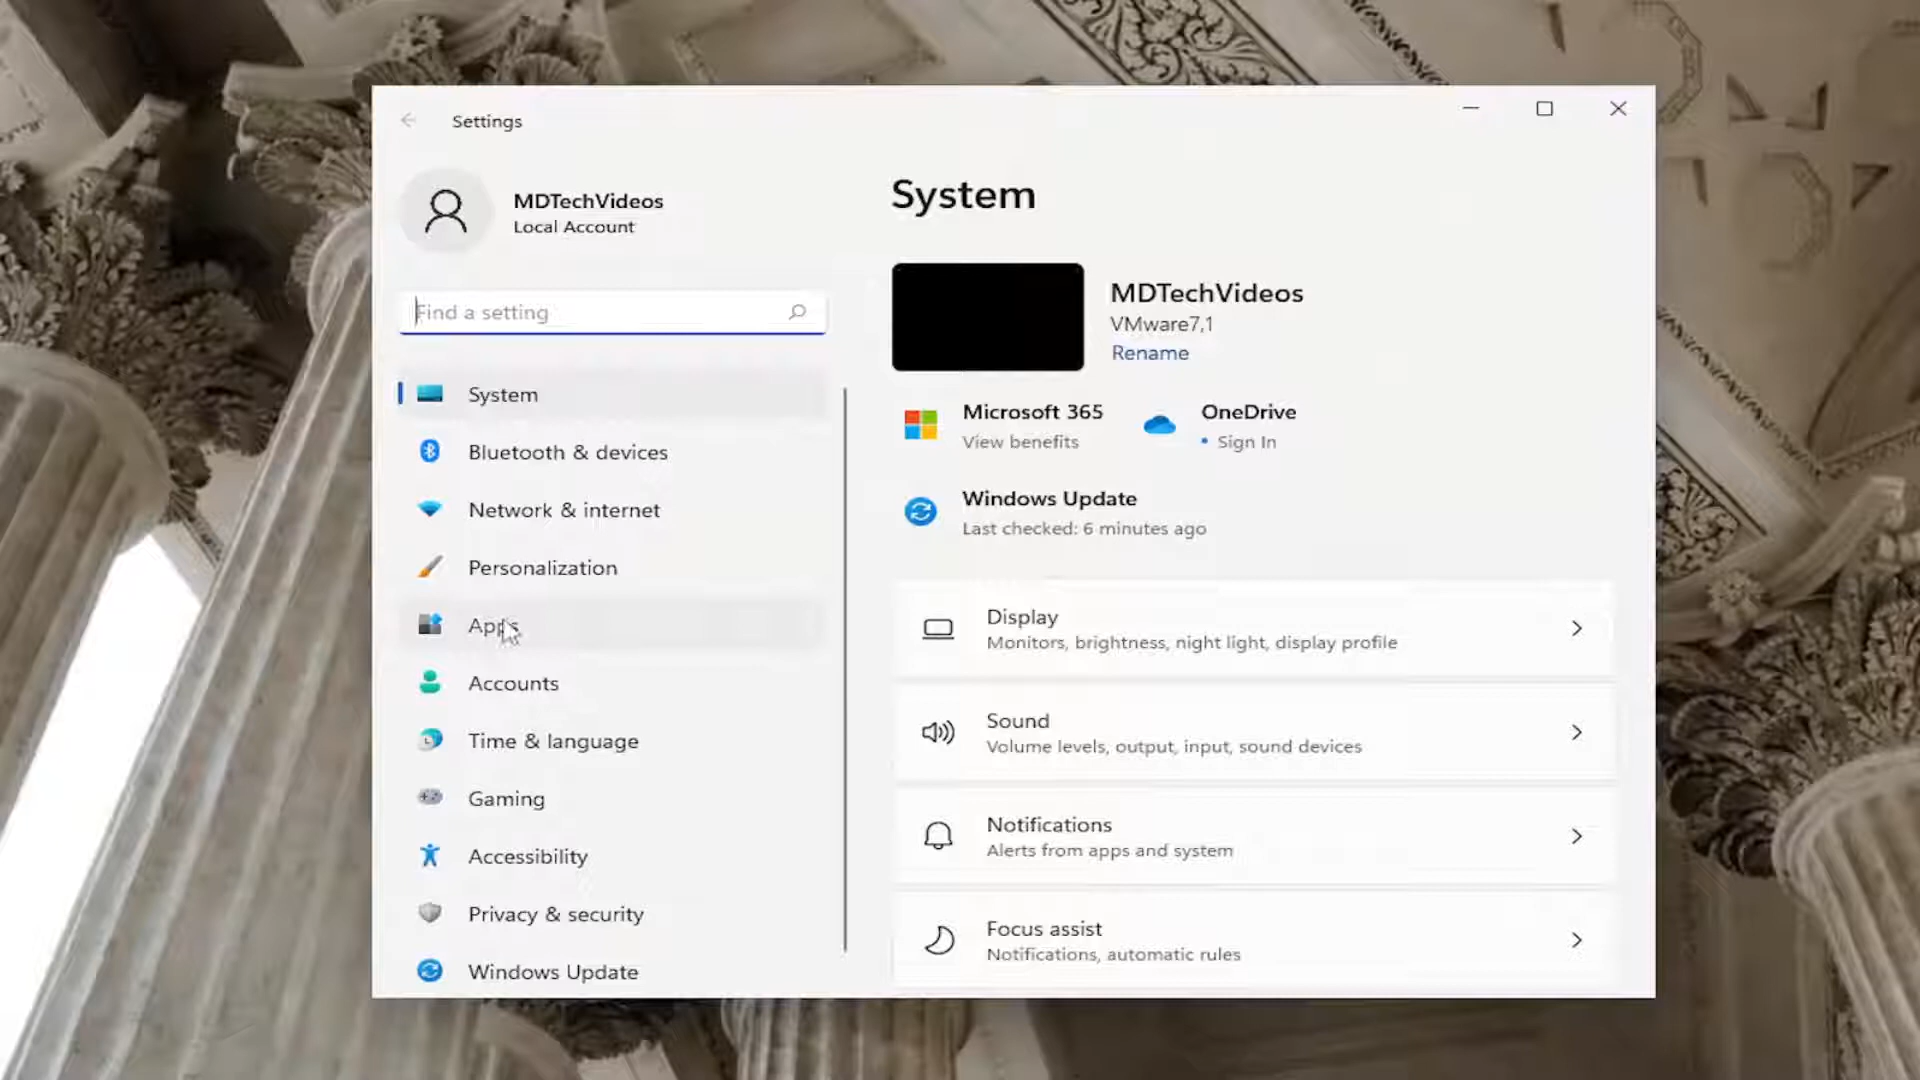 Settings
MDTechVideos
Local Account
Find a setting
System
Bluetooth & devices
Network & internet
Personalization
Apps
Accounts
Time & language
Gaming
Accessibility
Privacy & security
Windows Update
System
MDTechVideos
VMware7,1
Rename
Microsoft 365
View benefits
OneDrive
• Sign In
Windows Update
Last checked: 6 minutes ago
Display
Monitors, brightness, night light, display profile
Sound
Volume levels, output, input, sound devices
Notifications
Alerts from apps and system
Focus assist
Notifications, automatic rules